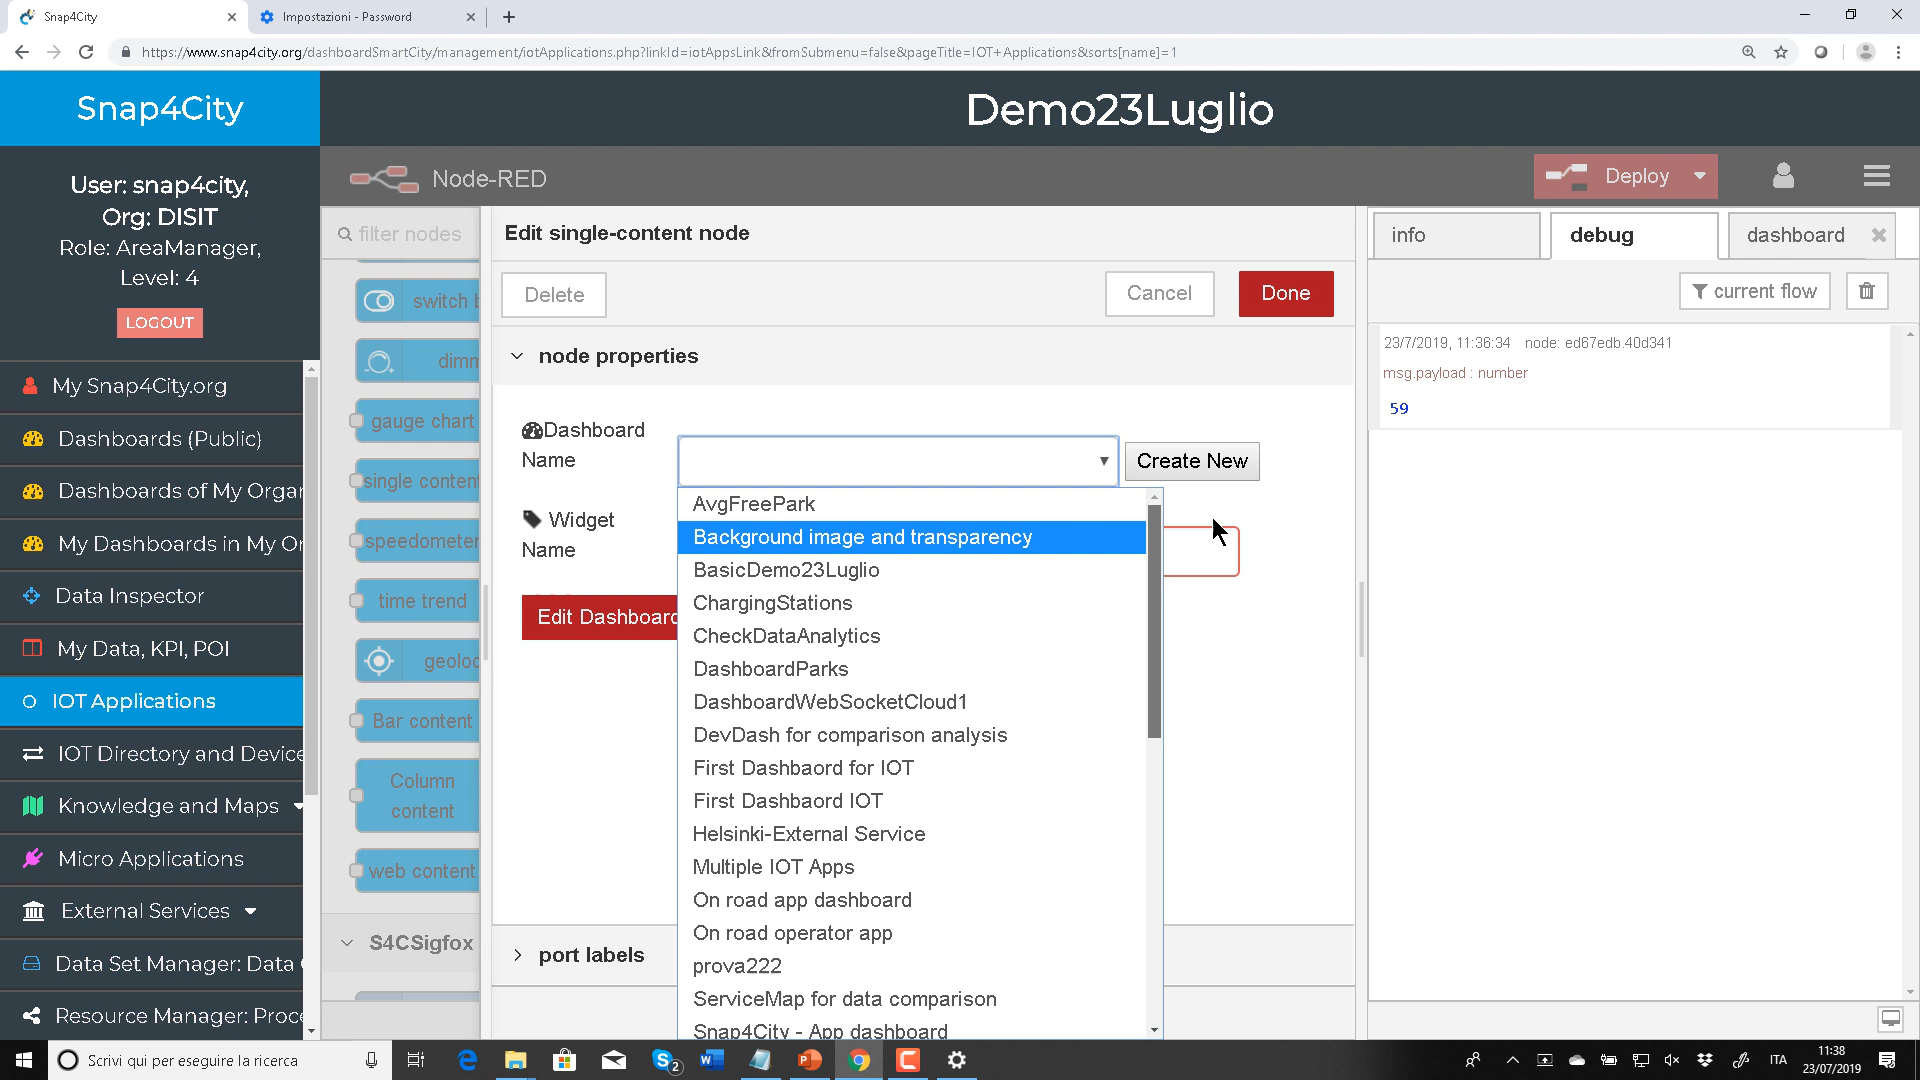 Snap4City
Impostazioni - Password
https://www.snap4city.org/dashboardSmartCity/management/iotApplications.php?linkId=iotAppsLink&fromSubmenu=false&pageTitle=IOT+Applications&sorts[name]=1
Snap4City
Demo23Luglio
User: snap4city,
Org: DISIT
Role: AreaManager,
Level: 4
LOGOUT
My Snap4City.org
Dashboards (Public)
Dashboards of My Organ
My Dashboards in My Or
Data Inspector
My Data, KPI, POI
IOT Applications
IOT Directory and Device
Knowledge and Maps
Micro Applications
External Services
Data Set Manager: Data
Resource Manager: Proce
Node-RED
Deploy
filter nodes
switch b
dimm
gauge chart
single content
speedometer
time trend
geoloc
Bar content
Column
content
web content
S4CSigfox
Edit single-content node
Delete
Cancel
Done
node properties
Dashboard
Name
Create New
Widget
Name
Edit Dashboard
AvgFreePark
Background image and transparency
BasicDemo23Luglio
ChargingStations
CheckDataAnalytics
DashboardParks
DashboardWebSocketCloud1
DevDash for comparison analysis
First Dashbaord for IOT
First Dashbaord IOT
Helsinki-External Service
Multiple IOT Apps
On road app dashboard
On road operator app
prova222
ServiceMap for data comparison
Snap4City - App dashboard
port labels
info
debug
dashboard
current flow
23/7/2019, 11:36:34 node: ed67edb.40d341
msg.payload : number
59
Scrivi qui per eseguire la ricerca
2
ITA
11:38
23/07/2019